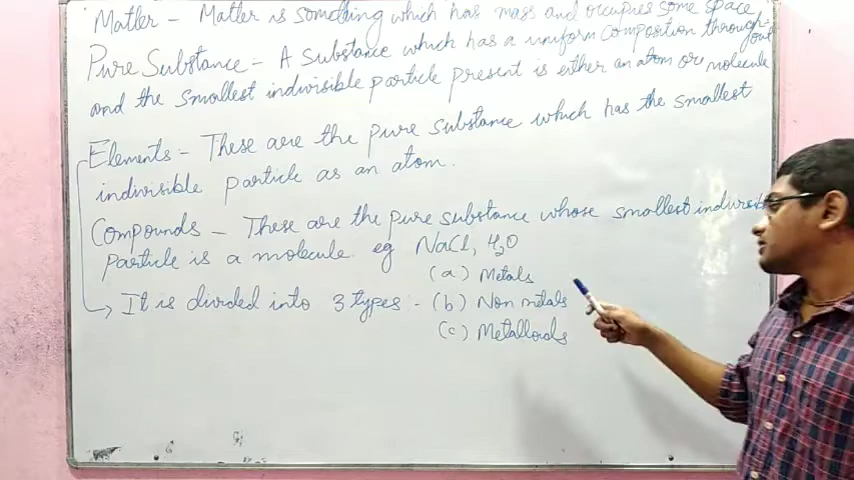 Matter - Matter is something which has mass and occupies some space
Pure Substance - A substance which has a uniform composition through-out
and the smallest indivisible particle present is either an atom or molecule
Elements - These are the pure substance which has the smallest
indivisible particle as an atom.
Compounds - These are the pure substance whose smallest
particle is a molecule. eg NaCl, H₂O
(a) Metals
It is divided into 3 types - (b) Non metals
(c) Metalloids